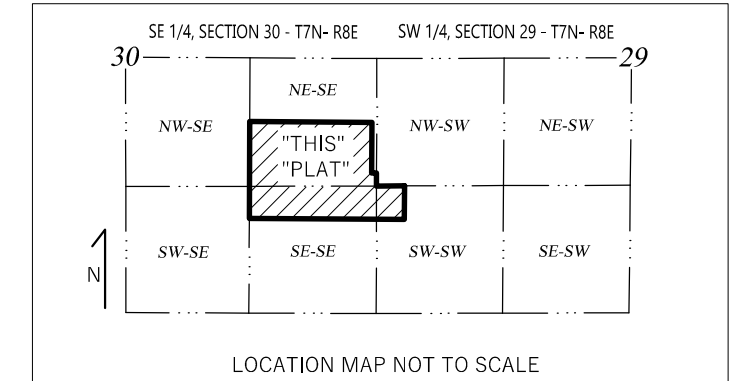 SE 1/4, SECTION 30 - T7N- R8E SW 1/4, SECTION 29 - T7N- R8E
30 29
NE-SE
NW-SE NW-SW NE-SW
"THIS"
"PLAT"
SW-SE SE-SE SW-SW SE-SW
N
LOCATION MAP NOT TO SCALE